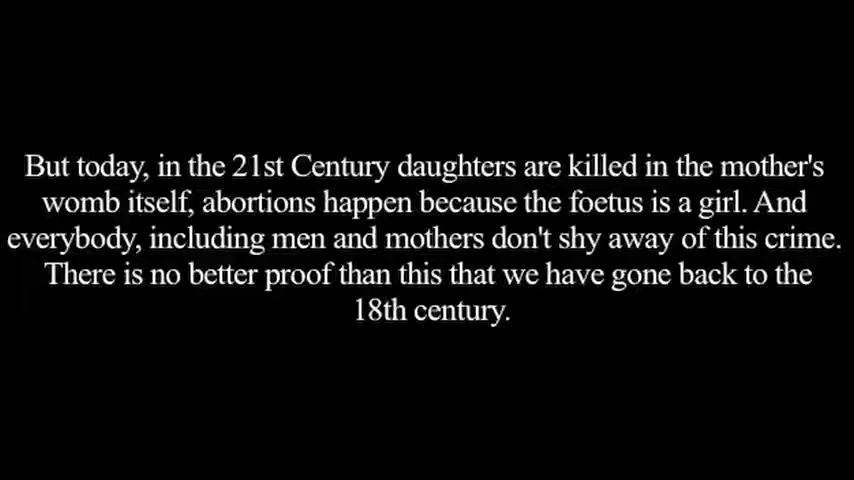 But today, in the 21st Century daughters are killed in the mother's
womb itself, abortions happen because the foetus is a girl. And
everybody, including men and mothers don't shy away of this crime.
There is no better proof than this that we have gone back to the
18th century.